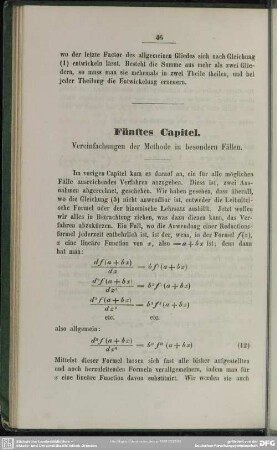 46
wo der letzte Factor des allgemeinen Gliedes sich nach Gleichung
(1) entwickeln lässt. Besteht die Summe aus mehr als zwei Glie-
dern, so muss man sie mehrmals in zwei Theile theilen, und bei
jeder Theilung die Entwickelung erneuern.
Fünftes Capitel.
Vereinfachungen der Methode in besondern Fällen.
Im vorigen Capitel kam es darauf an, ein für alle möglichen
Fälle ausreichendes Verfahren anzugeben. Diess ist, zwei Aus-
nahmen abgerechnet, geschehen. Wir haben gesehen, dass überall,
wo die Gleichung (5) nicht anwendbar ist, entweder die Leibnitzi-
sche Formel oder der binomische Lehrsatz aushilft. Jetzt wollen
wir alles in Betrachtung ziehen, was dazu dienen kann, das Ver-
fahren abzukürzen. Ein Fall, wo die Anwendung einer Reductions-
formel jederzeit entbehrlich ist, ist der, wenn, in der Formel f(x),
x eine lineäre Function von x, also = a + bx ist; denn dann
hat man:
df(a + bx) / dx = bf'(a + bx)
d²f(a + bx) / dx² = b²f''(a + bx)
d³f(a + bx) / dx³ = b³f³(a + bx)
etc. etc.
also allgemein:
dⁿf(a + bx) / dxⁿ = bⁿfⁿ(a + bx) (12)
Mittelst dieser Formel lassen sich fast alle bisher aufgestellten
und noch herzuleitenden Formeln verallgemeinern, indem man für
x eine lineäre Function davon substituirt. Wir werden sie auch